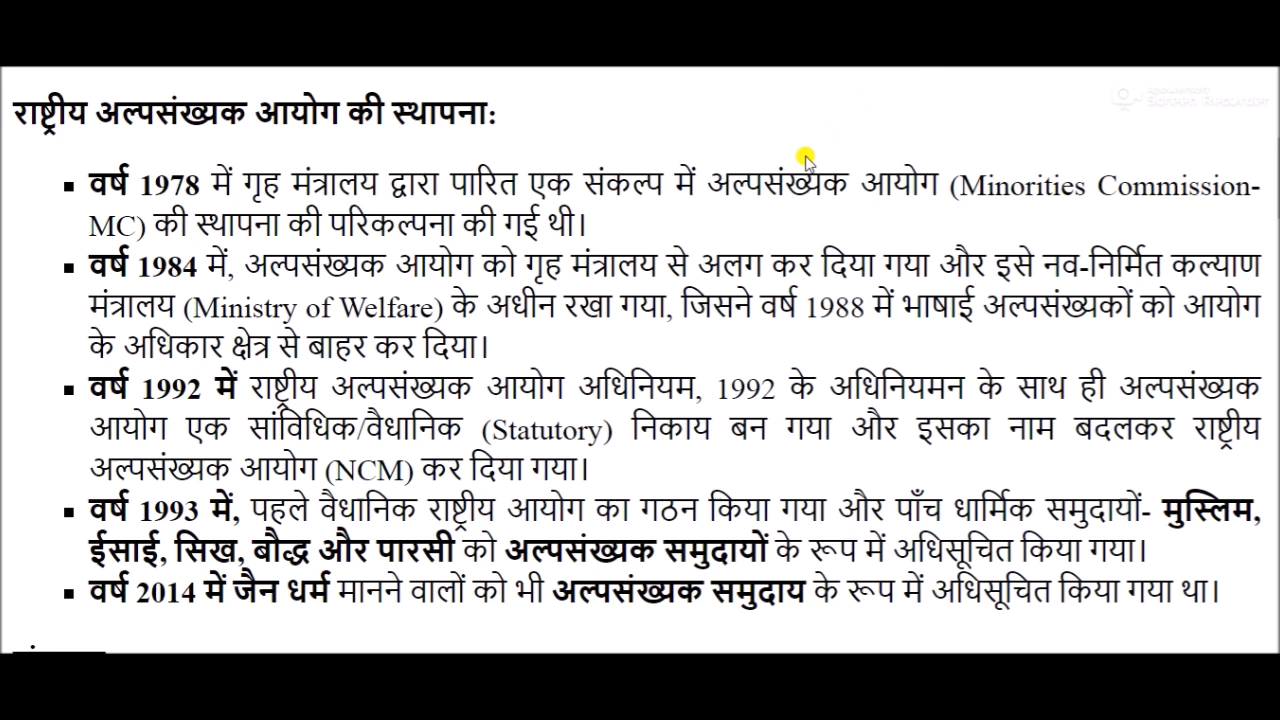 राष्ट्रीय अल्पसंख्यक आयोग की स्थापना:
▪ वर्ष 1978 में गृह मंत्रालय द्वारा पारित एक संकल्प में अल्पसंख्यक आयोग (Minorities Commission-
MC) की स्थापना की परिकल्पना की गई थी।
▪ वर्ष 1984 में, अल्पसंख्यक आयोग को गृह मंत्रालय से अलग कर दिया गया और इसे नव-निर्मित कल्याण
मंत्रालय (Ministry of Welfare) के अधीन रखा गया, जिसने वर्ष 1988 में भाषाई अल्पसंख्यकों को आयोग
के अधिकार क्षेत्र से बाहर कर दिया।
▪ वर्ष 1992 में राष्ट्रीय अल्पसंख्यक आयोग अधिनियम, 1992 के अधिनियमन के साथ ही अल्पसंख्यक
आयोग एक सांविधिक/वैधानिक (Statutory) निकाय बन गया और इसका नाम बदलकर राष्ट्रीय
अल्पसंख्यक आयोग (NCM) कर दिया गया।
▪ वर्ष 1993 में, पहले वैधानिक राष्ट्रीय आयोग का गठन किया गया और पाँच धार्मिक समुदायों- मुस्लिम,
ईसाई, सिख, बौद्ध और पारसी को अल्पसंख्यक समुदायों के रूप में अधिसूचित किया गया।
▪ वर्ष 2014 में जैन धर्म मानने वालों को भी अल्पसंख्यक समुदाय के रूप में अधिसूचित किया गया था।